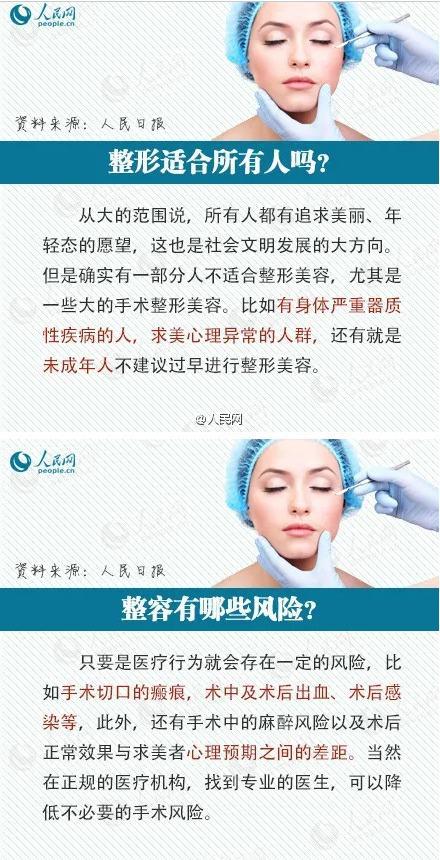 人民网
people.cn
资料来源：人民日报
整形适合所有人吗？
从大的范围说，所有人都有追求美丽、年
轻态的愿望，这也是社会文明发展的大方向。
但是确实有一部分人不适合整形美容，尤其是
一些大的手术整形美容。比如有身体严重器质
性疾病的人，求美心理异常的人群，还有就是
未成年人不建议过早进行整形美容。
@人民网
人民网
people.cn
资料来源：人民日报
整容有哪些风险？
只要是医疗行为就会存在一定的风险，比
如手术切口的瘢痕，术中及术后出血、术后感
染等，此外，还有手术中的麻醉风险以及术后
正常效果与求美者心理预期之间的差距。当然
在正规的医疗机构，找到专业的医生，可以降
低不必要的手术风险。